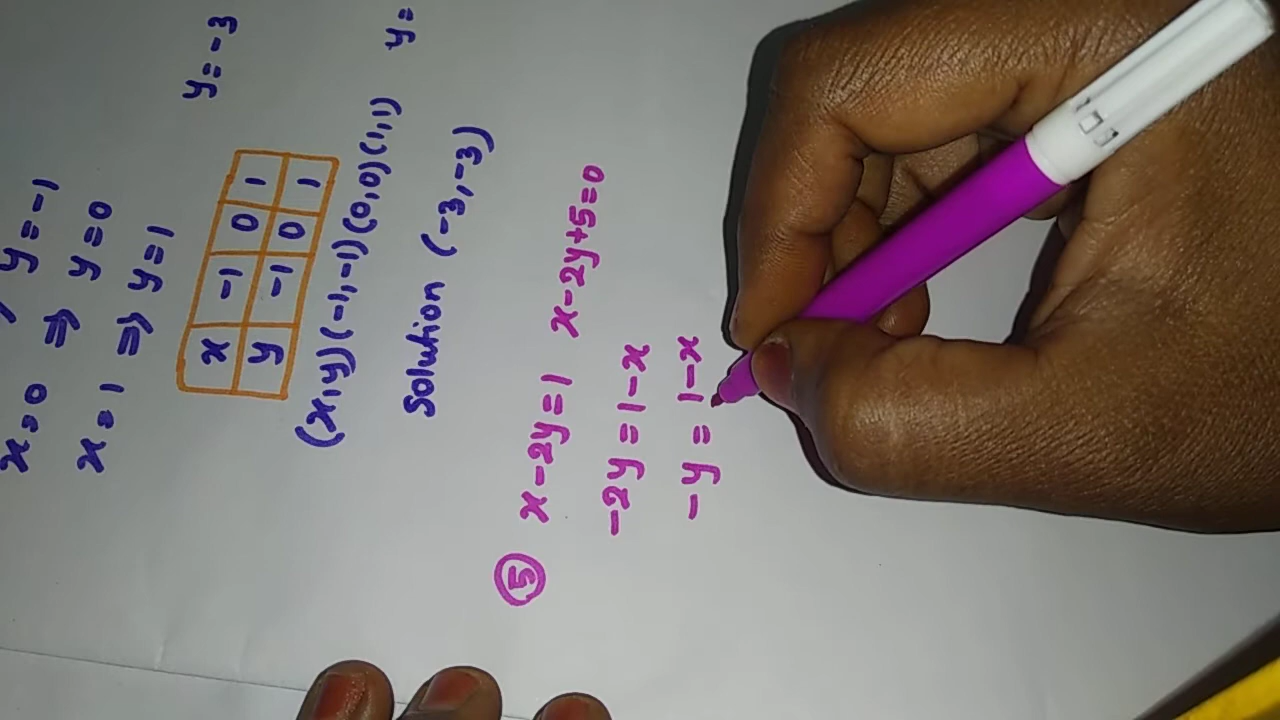 y = -1
x = 0 ⇒ y = 0
x = 1 ⇒ y = 1
y = -3
x -1 0 1
y -1 0 1
(x,y) (-1,-1) (0,0) (1,1)
y =
Solution (-3,-3)
⑤ x-2y=1 x-2y+5=0
-2y = 1-x
-y = 1-x